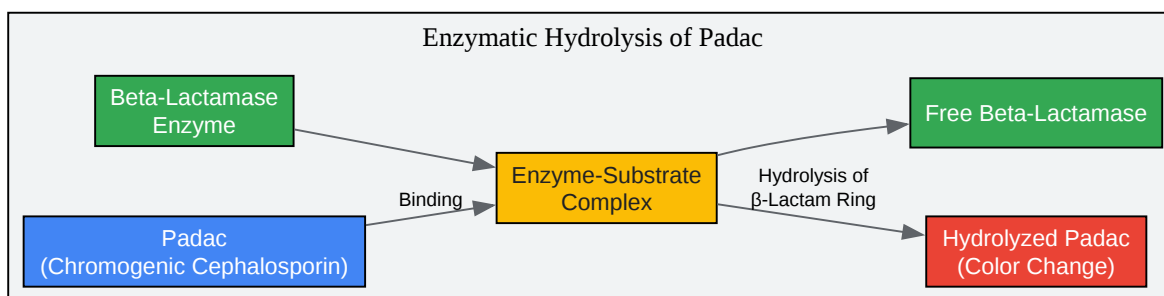 Enzymatic Hydrolysis of Padac
Beta-Lactamase
Enzyme
Padac
(Chromogenic Cephalosporin)
Binding
Enzyme-Substrate
Complex
Hydrolysis of
β-Lactam Ring
Free Beta-Lactamase
Hydrolyzed Padac
(Color Change)